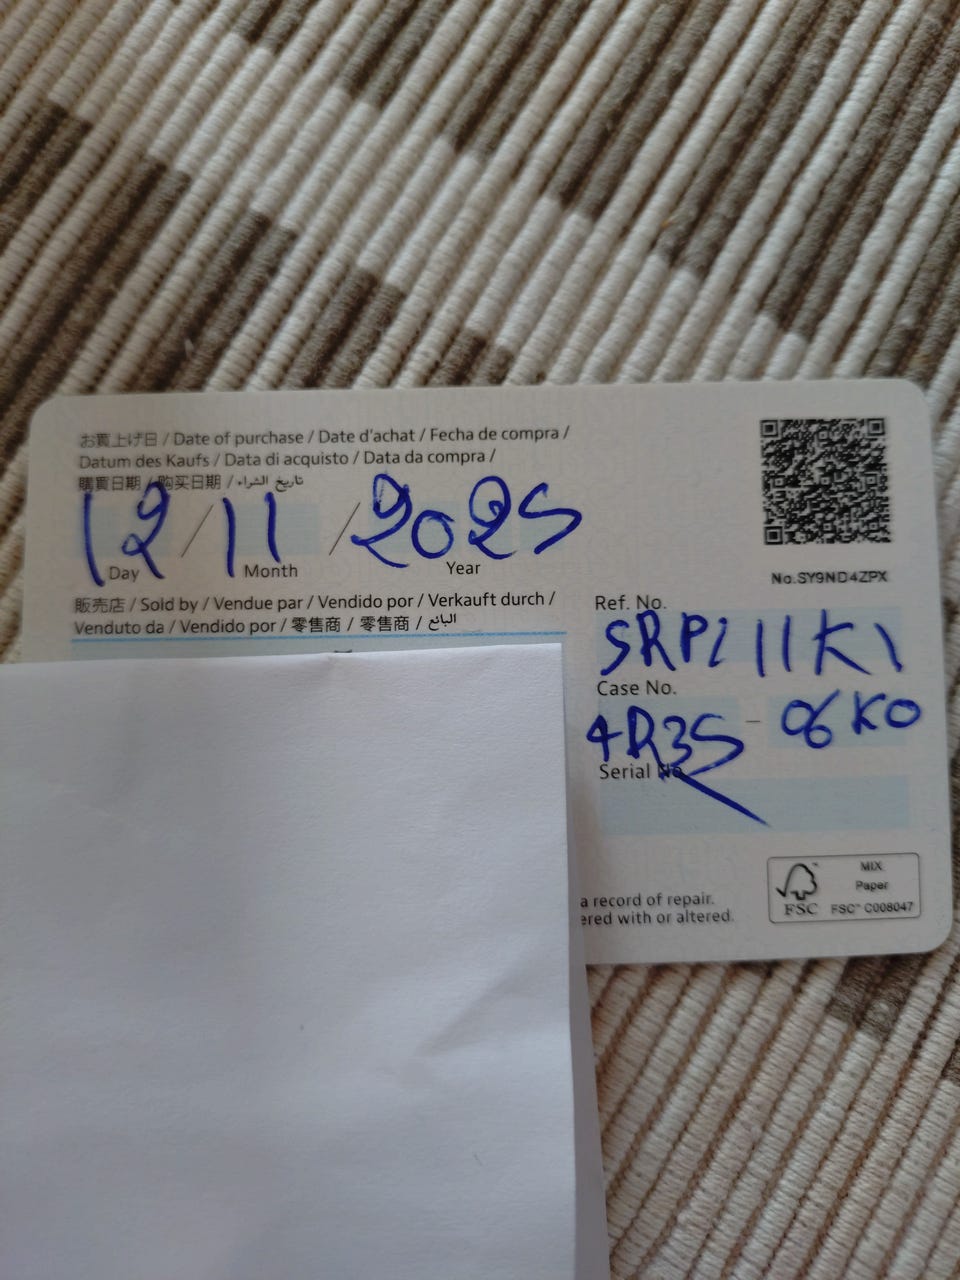 お買上げ日 / Date of purchase / Date d'achat / Fecha de compra /
Datum des Kaufs / Data di acquisto / Data da compra /
購買日期 / 购买日期 / تاريخ الشراء
12 / 11 / 2025
Day Month Year
No.SY9ND4ZPX
販売店 / Sold by / Vendue par / Vendido por / Verkauft durch /
Venduto da / Vendido por / 零售商 / 零售商 / البائع
Ref. No.
SRPL11K1
Case No.
4R35 - 06K0
Serial No.
a record of repair.
ered with or altered.
MIX
Paper
FSC FSC™ C008047